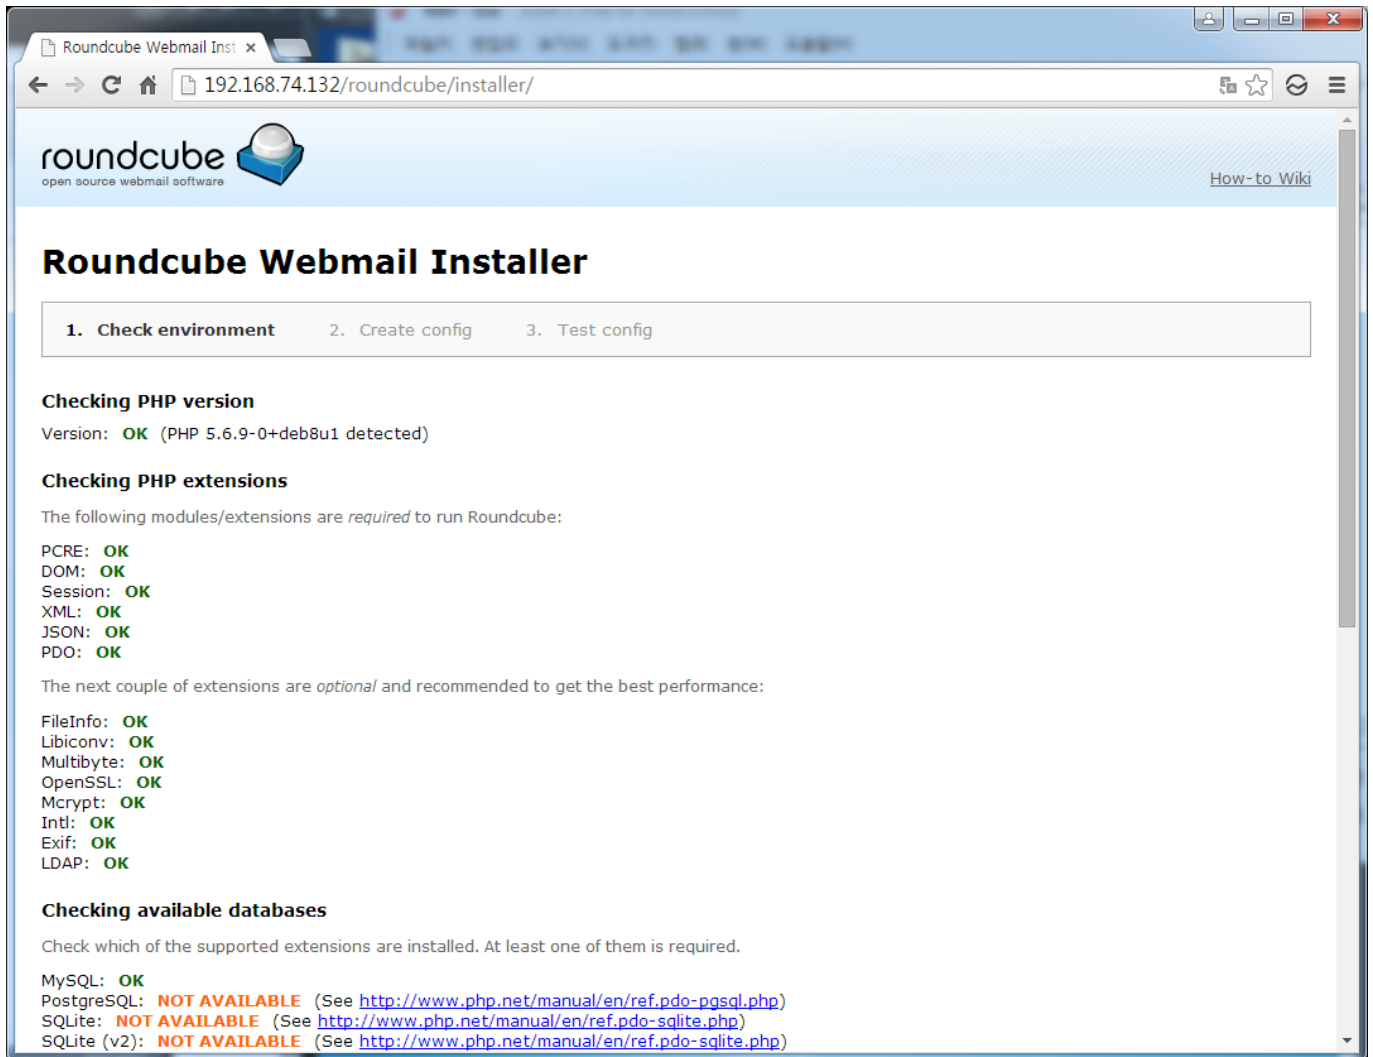 Roundcube Webmail Inst
192.168.74.132/roundcube/installer/
roundcube
open source webmail software
How-to Wiki
Roundcube Webmail Installer
1. Check environment 2. Create config 3. Test config
Checking PHP version
Version: OK (PHP 5.6.9-0+deb8u1 detected)
Checking PHP extensions
The following modules/extensions are required to run Roundcube:
PCRE: OK
DOM: OK
Session: OK
XML: OK
JSON: OK
PDO: OK
The next couple of extensions are optional and recommended to get the best performance:
FileInfo: OK
Libiconv: OK
Multibyte: OK
OpenSSL: OK
Mcrypt: OK
Intl: OK
Exif: OK
LDAP: OK
Checking available databases
Check which of the supported extensions are installed. At least one of them is required.
MySQL: OK
PostgreSQL: NOT AVAILABLE (See http://www.php.net/manual/en/ref.pdo-pgsql.php)
SQLite: NOT AVAILABLE (See http://www.php.net/manual/en/ref.pdo-sqlite.php)
SQLite (v2): NOT AVAILABLE (See http://www.php.net/manual/en/ref.pdo-sqlite.php)